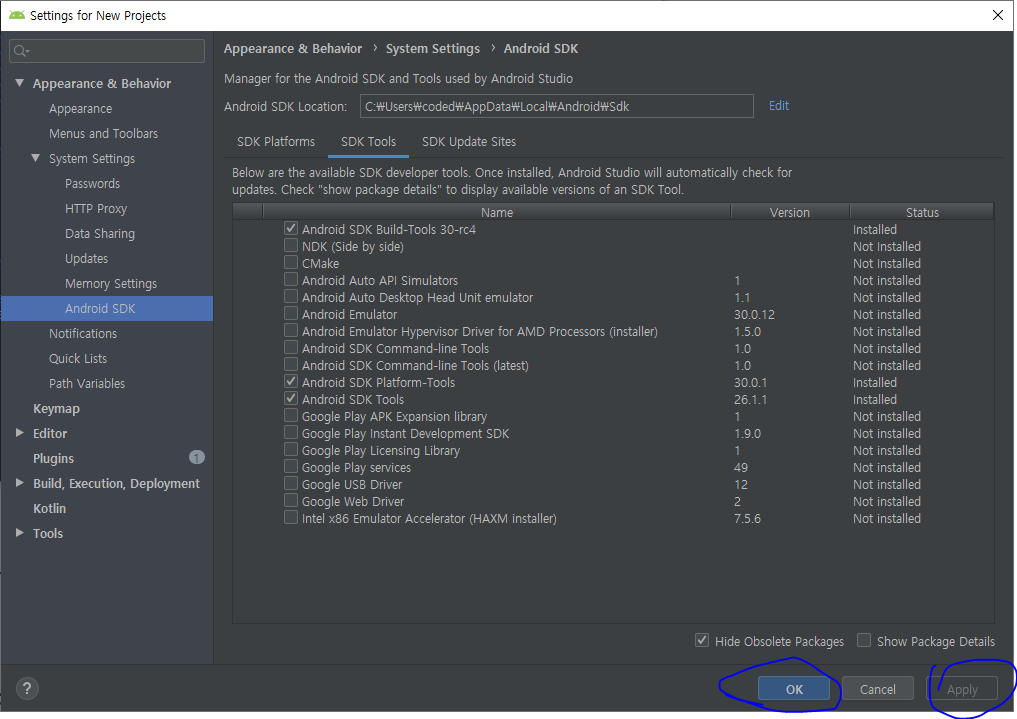 Settings for New Projects
Appearance & Behavior
Appearance
Menus and Toolbars
System Settings
Passwords
HTTP Proxy
Data Sharing
Updates
Memory Settings
Android SDK
Notifications
Quick Lists
Path Variables
Keymap
Editor
Plugins 1
Build, Execution, Deployment
Kotlin
Tools
Appearance & Behavior › System Settings › Android SDK
Manager for the Android SDK and Tools used by Android Studio
Android SDK Location: C:₩Users₩coded₩AppData₩Local₩Android₩Sdk Edit
SDK Platforms SDK Tools SDK Update Sites
Below are the available SDK developer tools. Once installed, Android Studio will automatically check for
updates. Check "show package details" to display available versions of an SDK Tool.
Name Version Status
Android SDK Build-Tools 30-rc4 Installed
NDK (Side by side) Not Installed
CMake Not Installed
Android Auto API Simulators 1 Not installed
Android Auto Desktop Head Unit emulator 1.1 Not installed
Android Emulator 30.0.12 Not installed
Android Emulator Hypervisor Driver for AMD Processors (installer) 1.5.0 Not installed
Android SDK Command-line Tools 1.0 Not installed
Android SDK Command-line Tools (latest) 1.0 Not installed
Android SDK Platform-Tools 30.0.1 Installed
Android SDK Tools 26.1.1 Installed
Google Play APK Expansion library 1 Not installed
Google Play Instant Development SDK 1.9.0 Not installed
Google Play Licensing Library 1 Not installed
Google Play services 49 Not installed
Google USB Driver 12 Not installed
Google Web Driver 2 Not installed
Intel x86 Emulator Accelerator (HAXM installer) 7.5.6 Not installed
Hide Obsolete Packages Show Package Details
? OK Cancel Apply